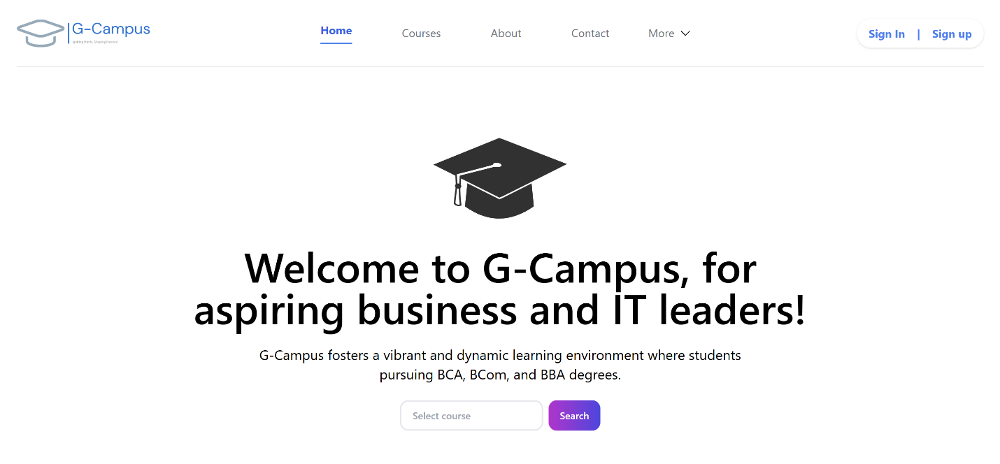 G-Campus
Igniting Minds, Shaping Futures!
Home
Courses
About
Contact
More
Sign In | Sign up
Welcome to G-Campus, for
aspiring business and IT leaders!
G-Campus fosters a vibrant and dynamic learning environment where students
pursuing BCA, BCom, and BBA degrees.
Select course
Search